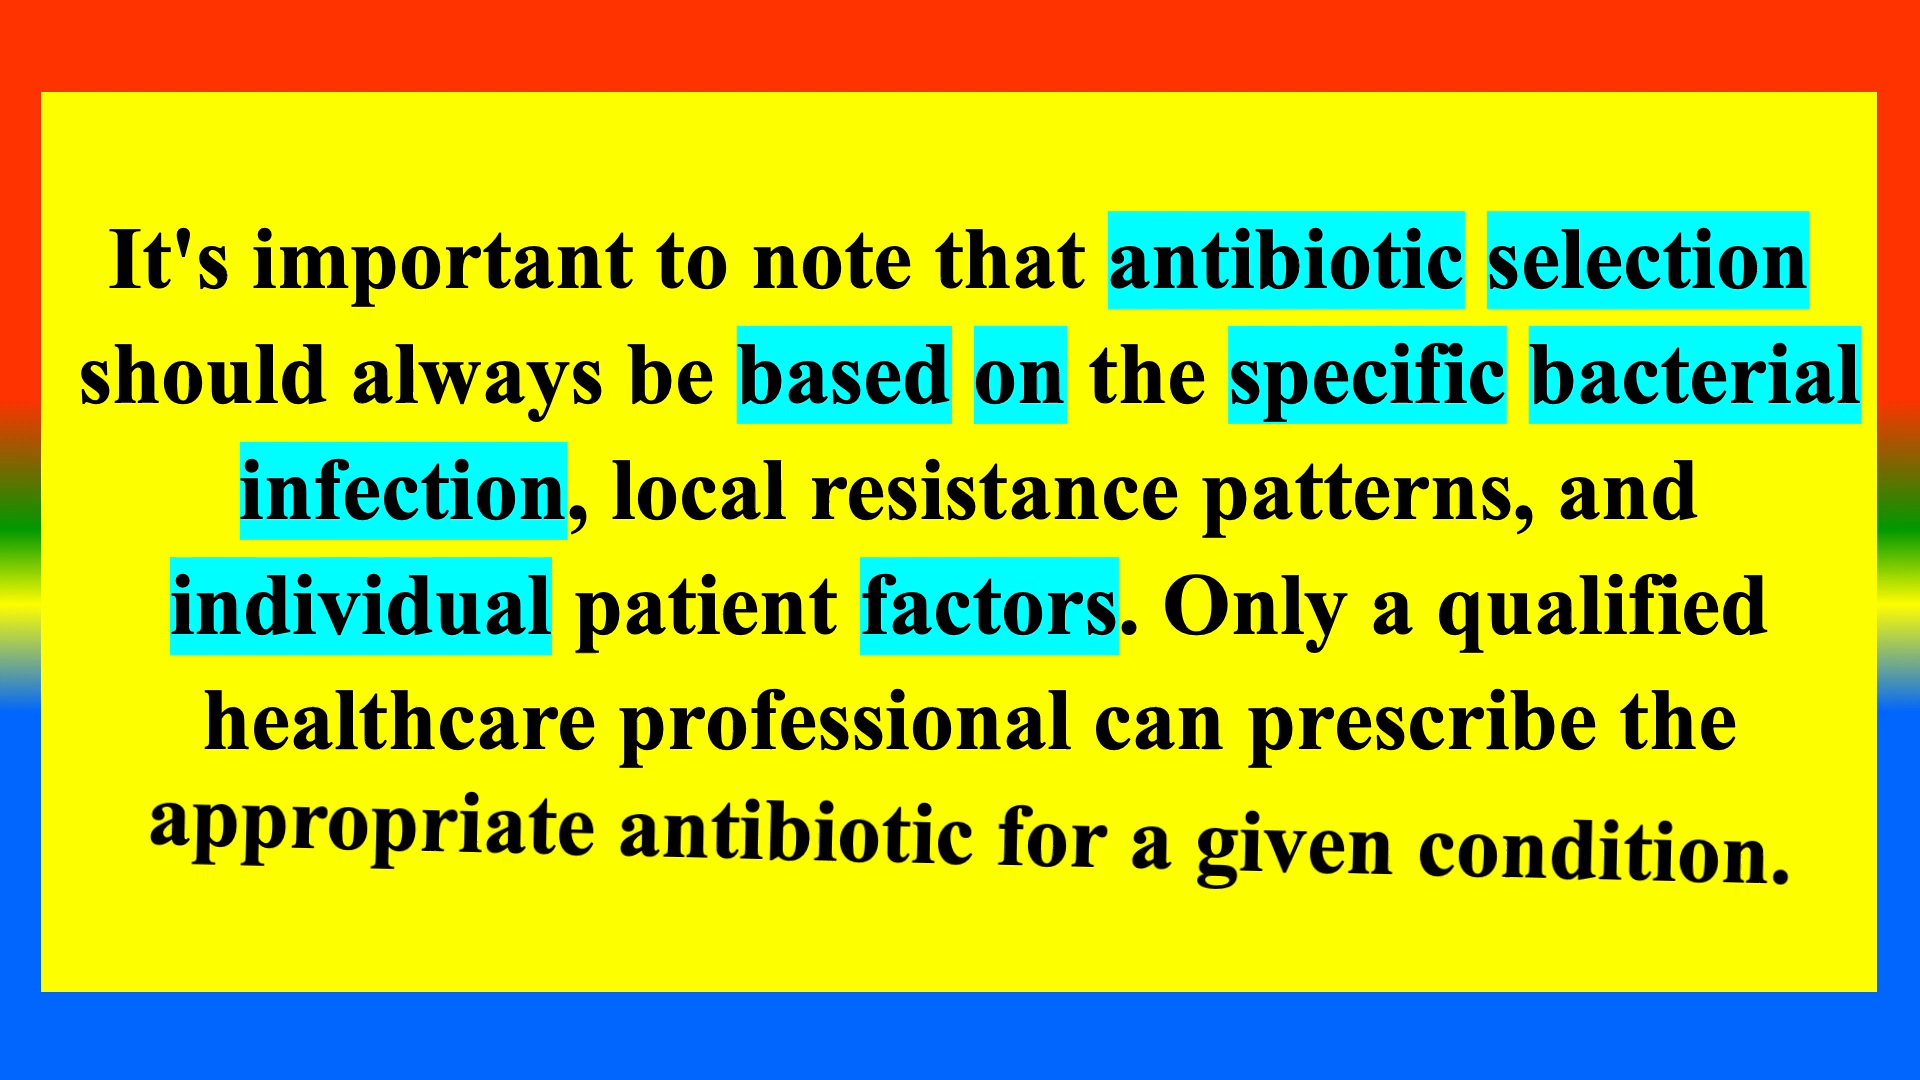 It's important to note that antibiotic selection
should always be based on the specific bacterial
infection, local resistance patterns, and
individual patient factors. Only a qualified
healthcare professional can prescribe the
appropriate antibiotic for a given condition.